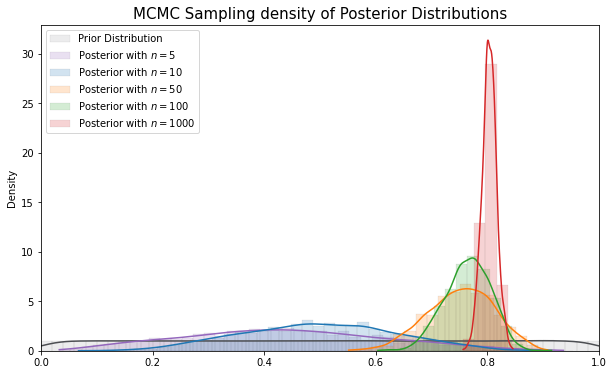 MCMC Sampling density of Posterior Distributions
Prior Distribution
Posterior with n = 5
Posterior with n = 10
Posterior with n = 50
Posterior with n = 100
Posterior with n = 1000
Density
30
25
20
15
10
5
0
0.0 0.2 0.4 0.6 0.8 1.0